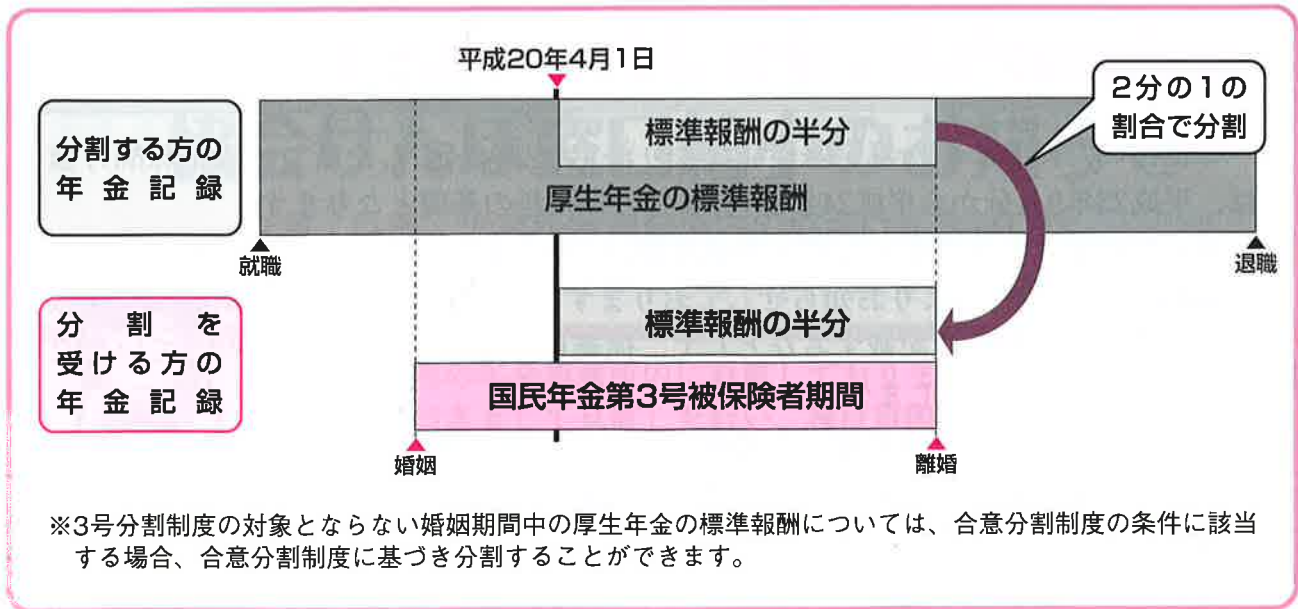 平成20年4月1日
2分の1の
割合で分割
分割する方の
年金記録
標準報酬の半分
厚生年金の標準報酬
就職
退職
分割を
受ける方の
年金記録
標準報酬の半分
国民年金第3号被保険者期間
婚姻
離婚
※3号分割制度の対象とならない婚姻期間中の厚生年金の標準報酬については、合意分割制度の条件に該当
する場合、合意分割制度に基づき分割することができます。